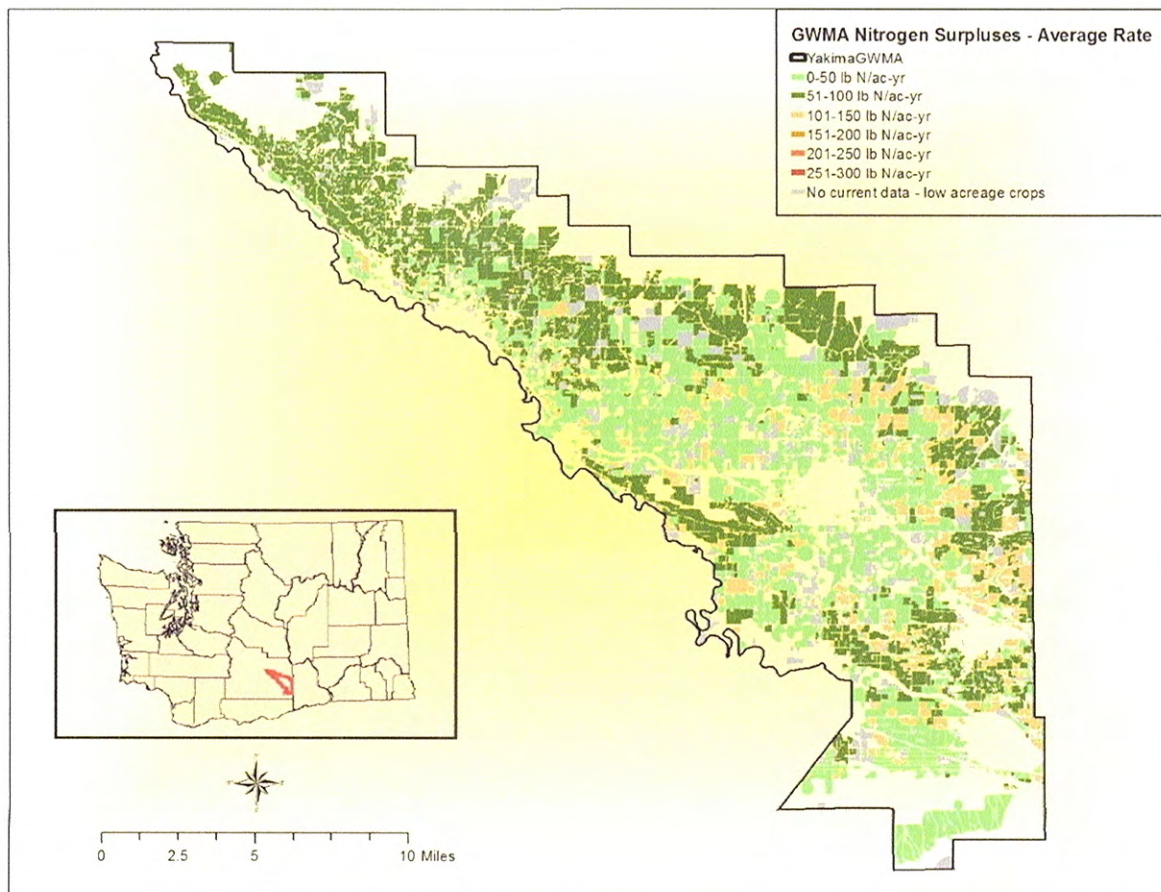 GWMA Nitrogen Surpluses - Average Rate
YakimaGWMA
0-50 lb N/ac-yr
51-100 lb N/ac-yr
101-150 lb N/ac-yr
151-200 lb N/ac-yr
201-250 lb N/ac-yr
251-300 lb N/ac-yr
No current data - low acreage crops
0 2.5 5 10 Miles